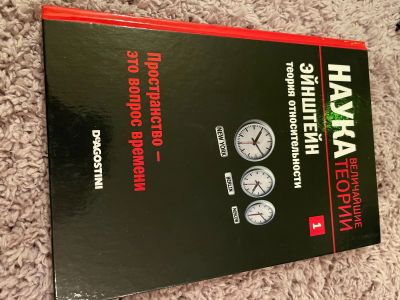 НАУКА
ВЕЛИЧАЙШИЕ
ТЕОРИИ
1
ЭЙНШТЕЙН
теория относительности
NEW YORK
Пространство –
это вопрос времени
DeAGOSTINI